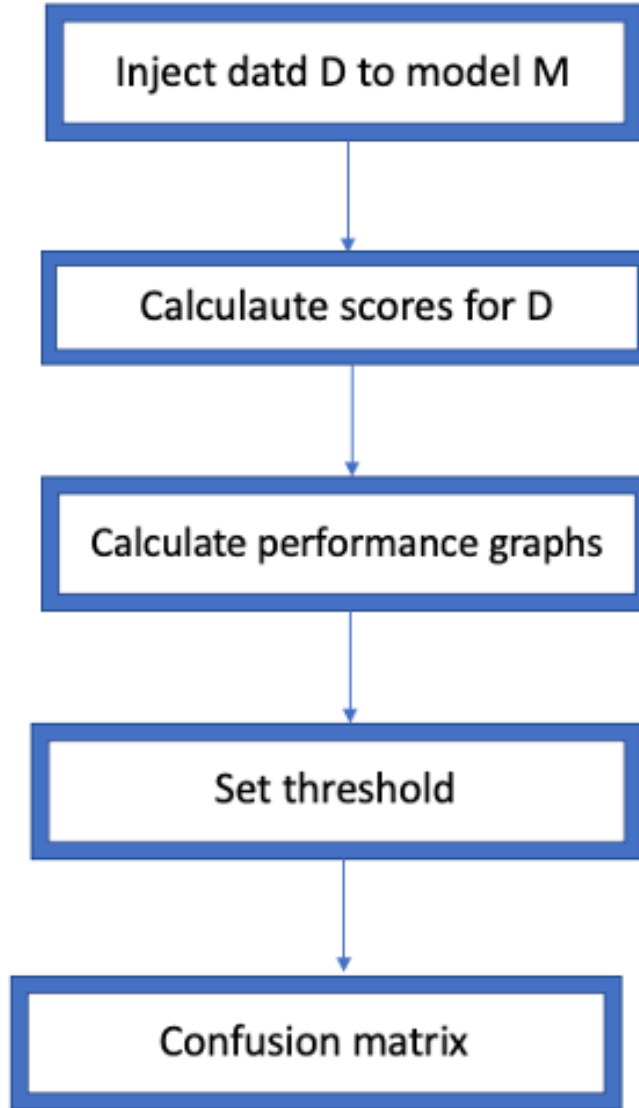 Inject datd D to model M
Calculaute scores for D
Calculate performance graphs
Set threshold
Confusion matrix